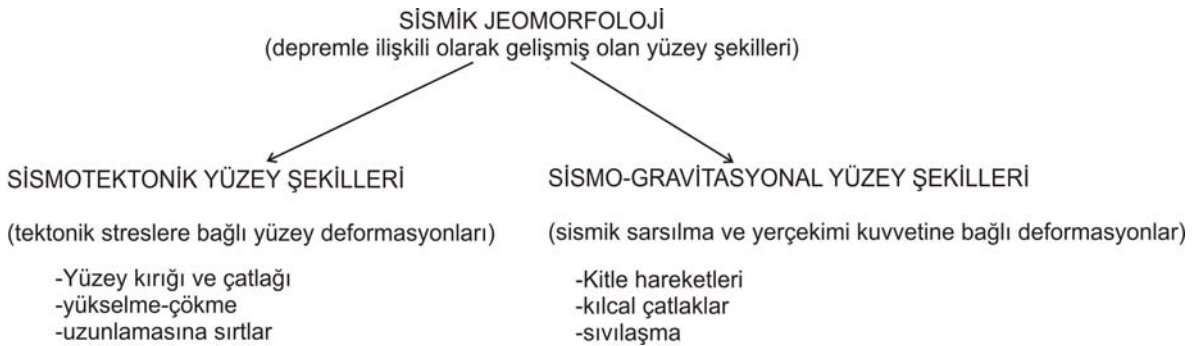 SİSMİK JEOMORFOLOJİ
(depremle ilişkili olarak gelişmiş olan yüzey şekilleri)
SİSMOTEKTONİK YÜZEY ŞEKİLLERİ
(tektonik streslere bağlı yüzey deformasyonları)
-Yüzey kırığı ve çatlağı
-yükselme-çökme
-uzunlamasına sırtlar
SİSMO-GRAVİTASYONAL YÜZEY ŞEKİLLERİ
(sismik sarsılma ve yerçekimi kuvvetine bağlı deformasyonlar)
-Kitle hareketleri
-kılcal çatlaklar
-sıvılaşma